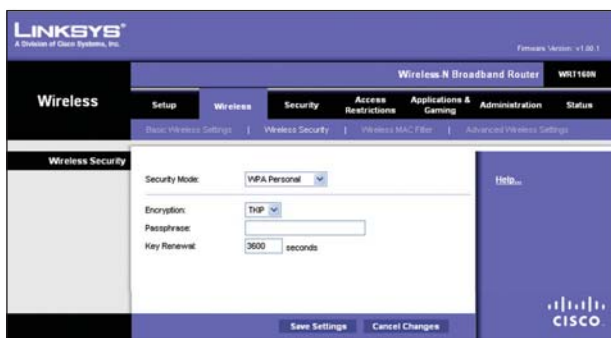 LINKSYS®
A Division of Cisco Systems, Inc.
Firmware Version: v1.00.1
Wireless-N Broadband Router WRT160N
Wireless
Setup Wireless Security Access Restrictions Applications & Gaming Administration Status
Basic Wireless Settings | Wireless Security | Wireless MAC Filter | Advanced Wireless Settings
Wireless Security
Security Mode: WPA Personal
Help...
Encryption: TKIP
Passphrase:
Key Renewal: 3600 seconds
Save Settings Cancel Changes
CISCO.